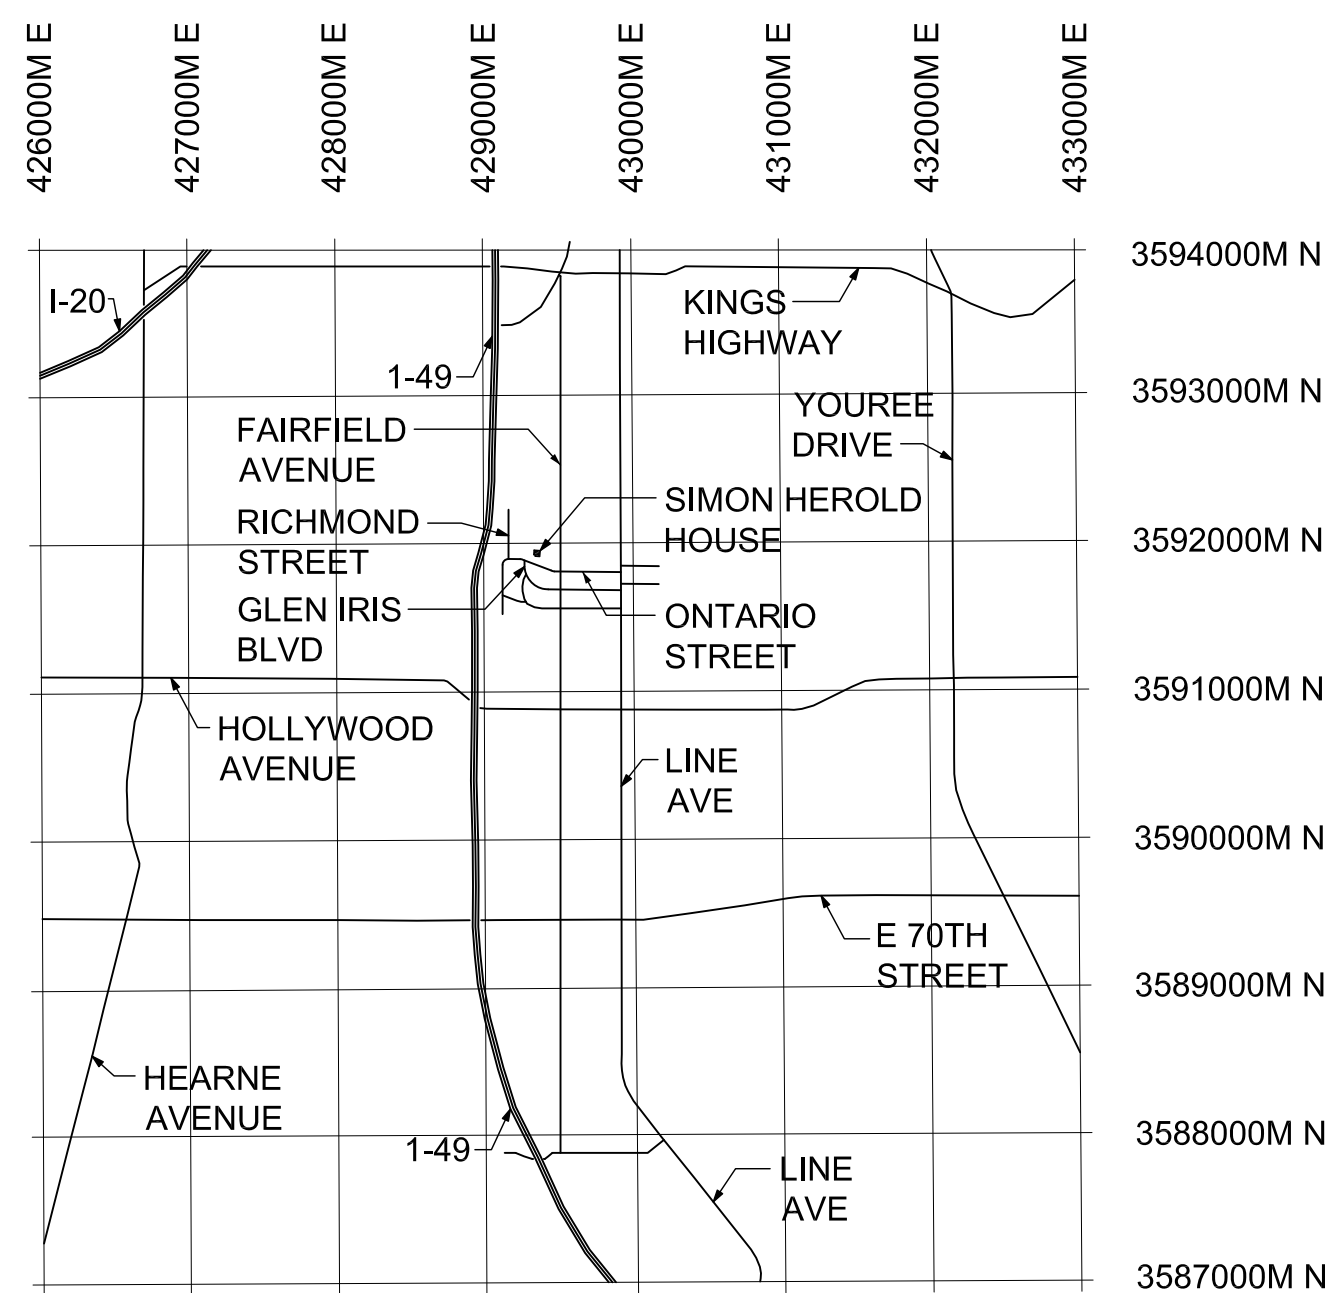 426000M E
427000M E
428000M E
429000M E
430000M E
431000M E
432000M E
433000M E
3594000M N
I-20
KINGS
HIGHWAY
1-49
3593000M N
YOUREE
DRIVE
FAIRFIELD
AVENUE
SIMON HEROLD
HOUSE
RICHMOND
STREET
3592000M N
GLEN IRIS
BLVD
ONTARIO
STREET
3591000M N
HOLLYWOOD
AVENUE
LINE
AVE
3590000M N
E 70TH
STREET
3589000M N
HEARNE
AVENUE
3588000M N
1-49
LINE
AVE
3587000M N